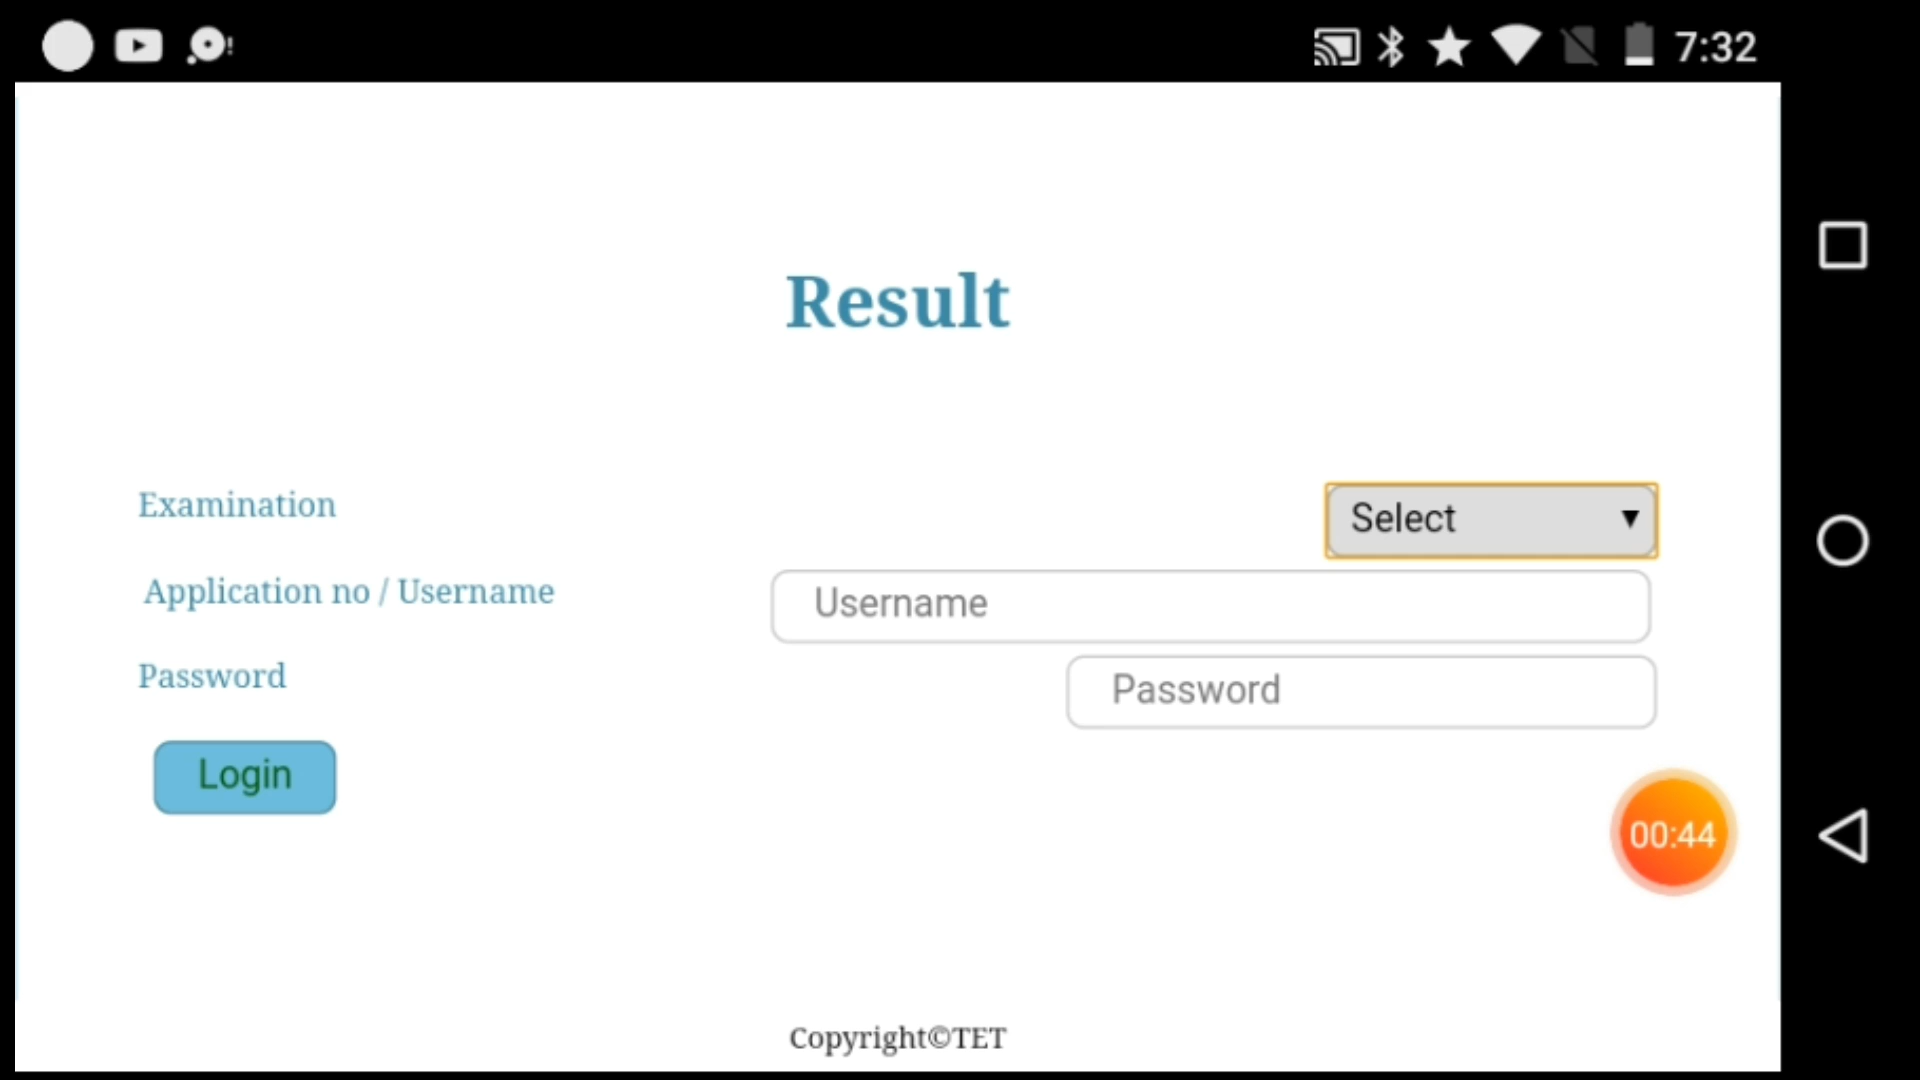 7:32
Result
Examination
Select
Application no / Username
Username
Password
Password
Login
00:44
Copyright©TET